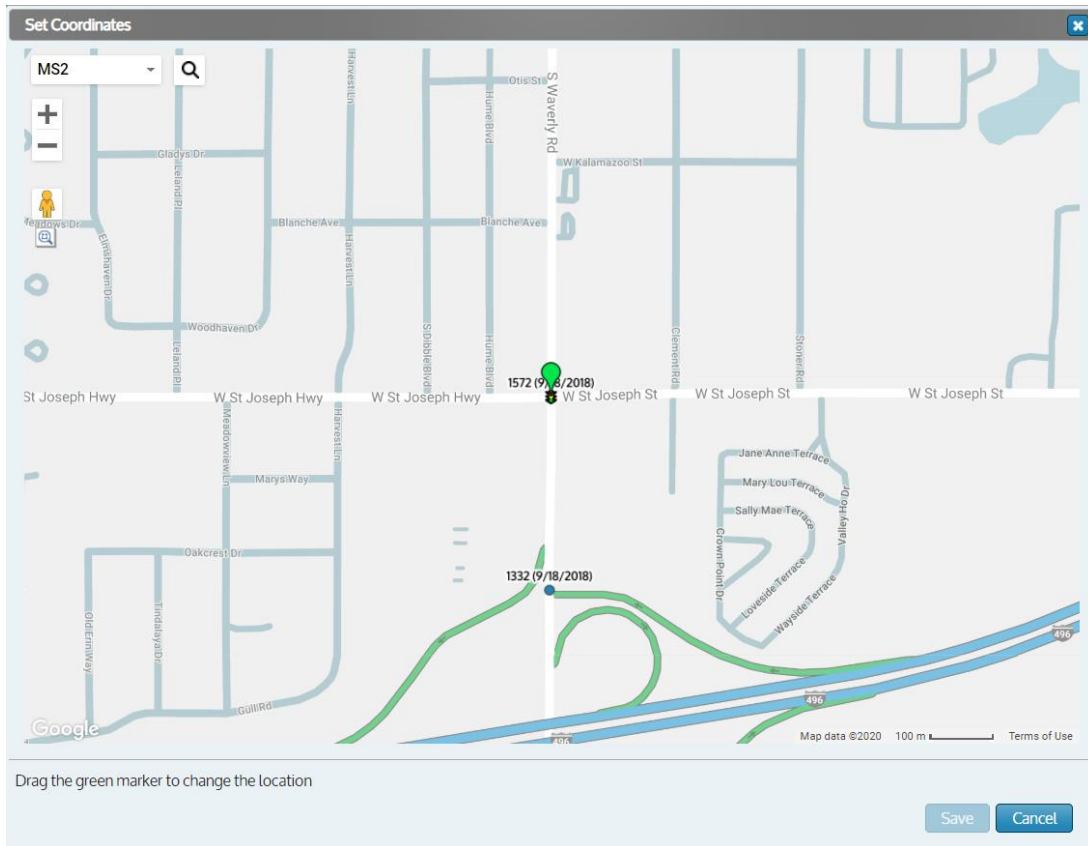 Set Coordinates
MS2
Harvest Ln
Hume Blvd
Otis St
S Waverly Rd
Gladys Dr
Leland Pl
W Kalamazoo St
Meadows Dr
Blanche Ave
Blanche Ave
Elmshaven Dr
Harvest Ln
Woodhaven Dr
Leland Pl
S Dibble Blvd
Hume Blvd
Clement Rd
Stoner Rd
1572 (9/18/2018)
St Joseph Hwy
W St Joseph Hwy
W St Joseph Hwy
W St Joseph St
W St Joseph St
W St Joseph St
Meadowview Ln
Harvest Ln
Jane Anne Terrace
Marys Way
Mary Lou Terrace
Sally Mae Terrace
Valley Ho Dr
Crown Point Dr
Oakcrest Dr
1332 (9/18/2018)
Loveside Terrace
Wayside Terrace
Old Erin Way
Tindalaya Dr
496
496
Gull Rd
Google
496
Map data ©2020
100 m
Terms of Use
Drag the green marker to change the location
Save
Cancel